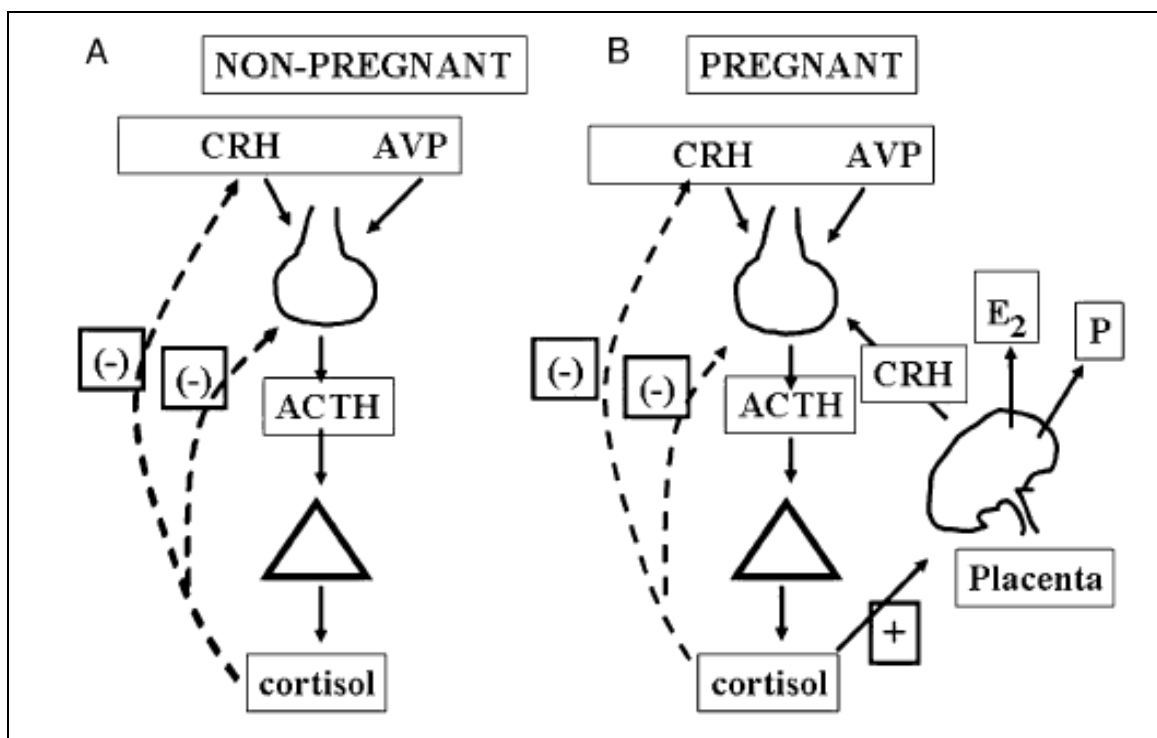 A
NON-PREGNANT
CRH AVP
(-)
(-)
ACTH
cortisol
B
PREGNANT
CRH AVP
(-)
(-)
ACTH
CRH
E₂
P
Placenta
+
cortisol